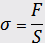 σ = F/S